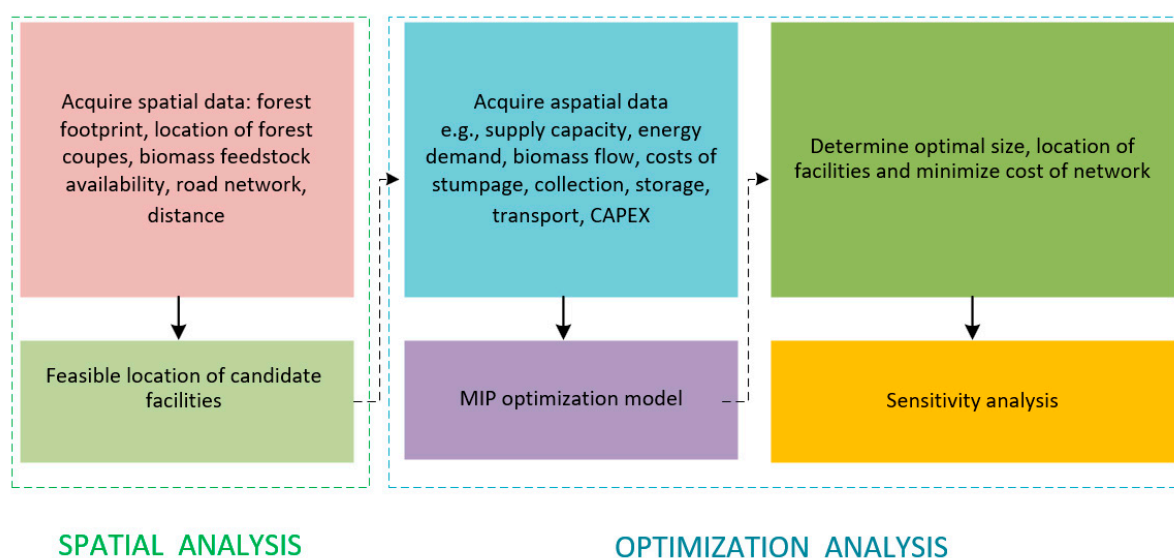 Acquire spatial data: forest
footprint, location of forest
coupes, biomass feedstock
availability, road network,
distance
Feasible location of candidate
facilities
Acquire aspatial data
e.g., supply capacity, energy
demand, biomass flow, costs of
stumpage, collection, storage,
transport, CAPEX
MIP optimization model
Determine optimal size, location of
facilities and minimize cost of network
Sensitivity analysis
SPATIAL ANALYSIS
OPTIMIZATION ANALYSIS